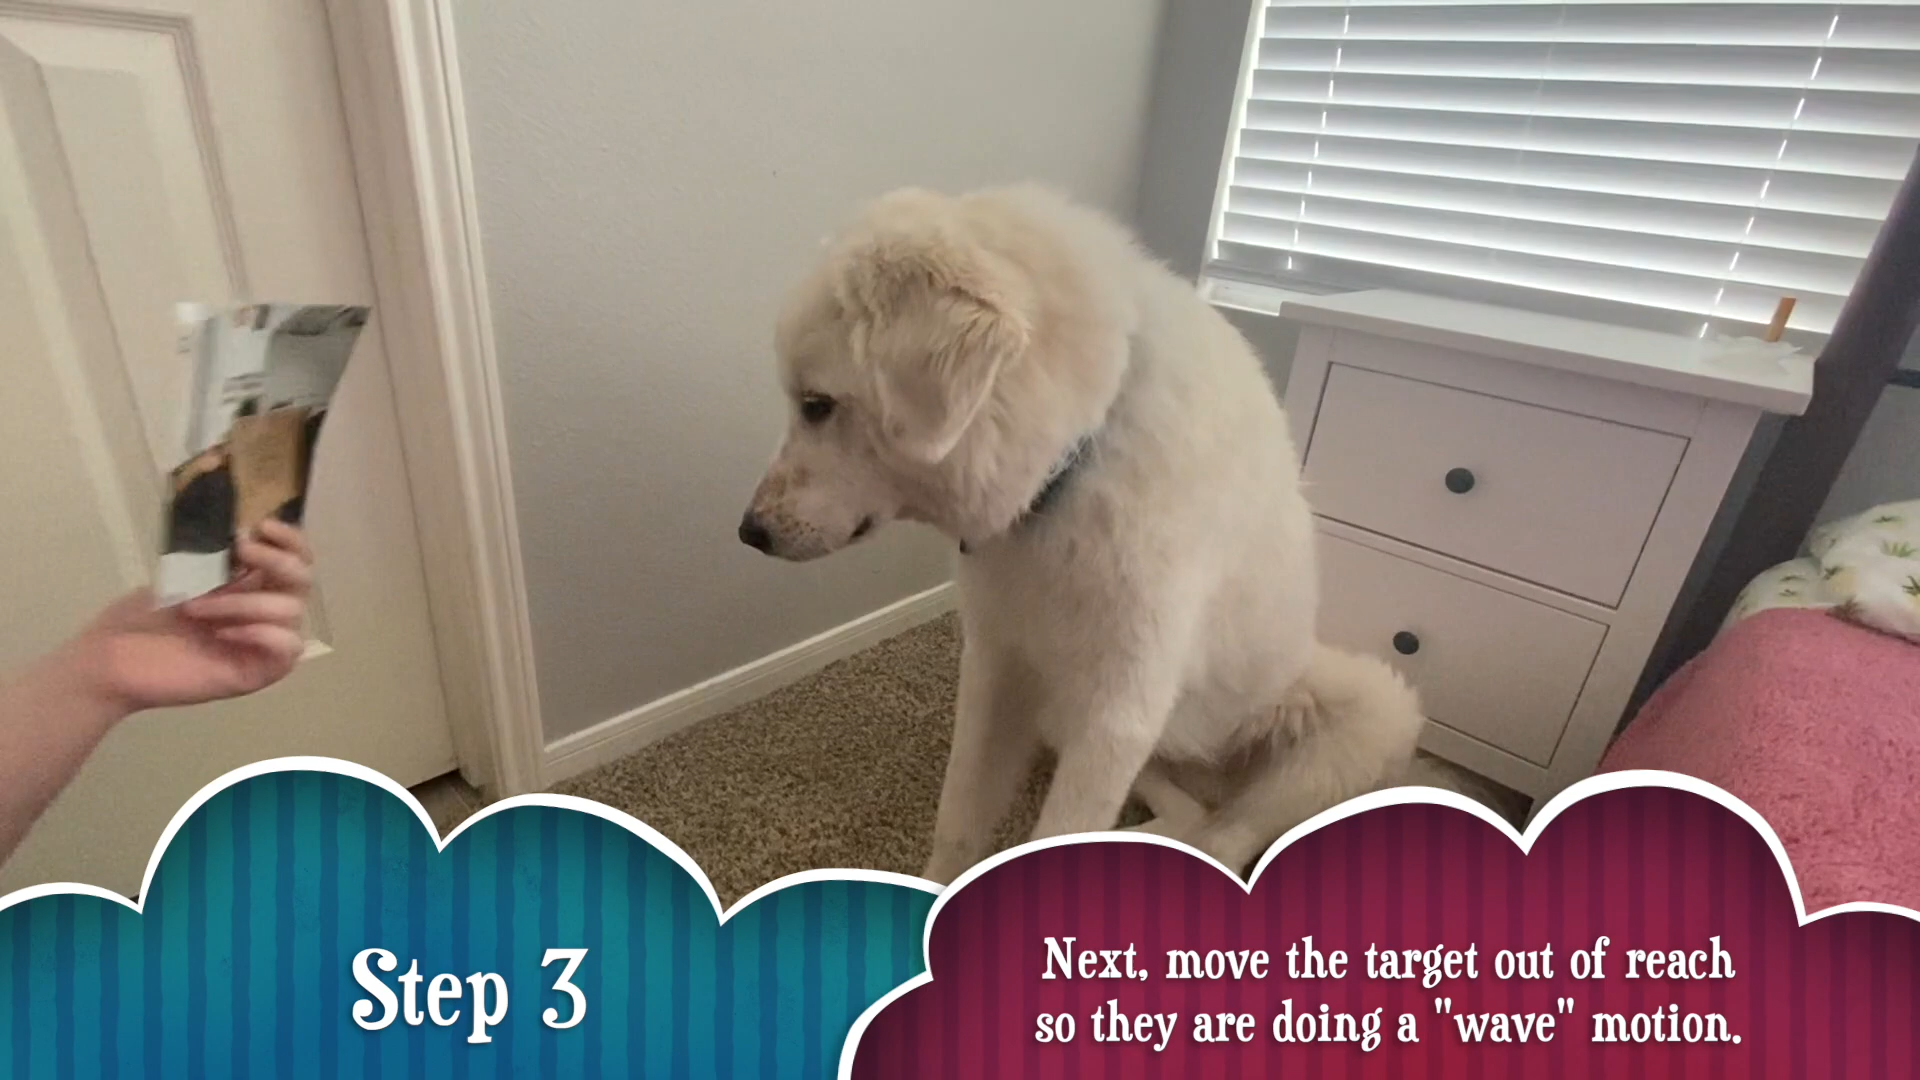 Step 3
Next, move the target out of reach
so they are doing a "wave" motion.